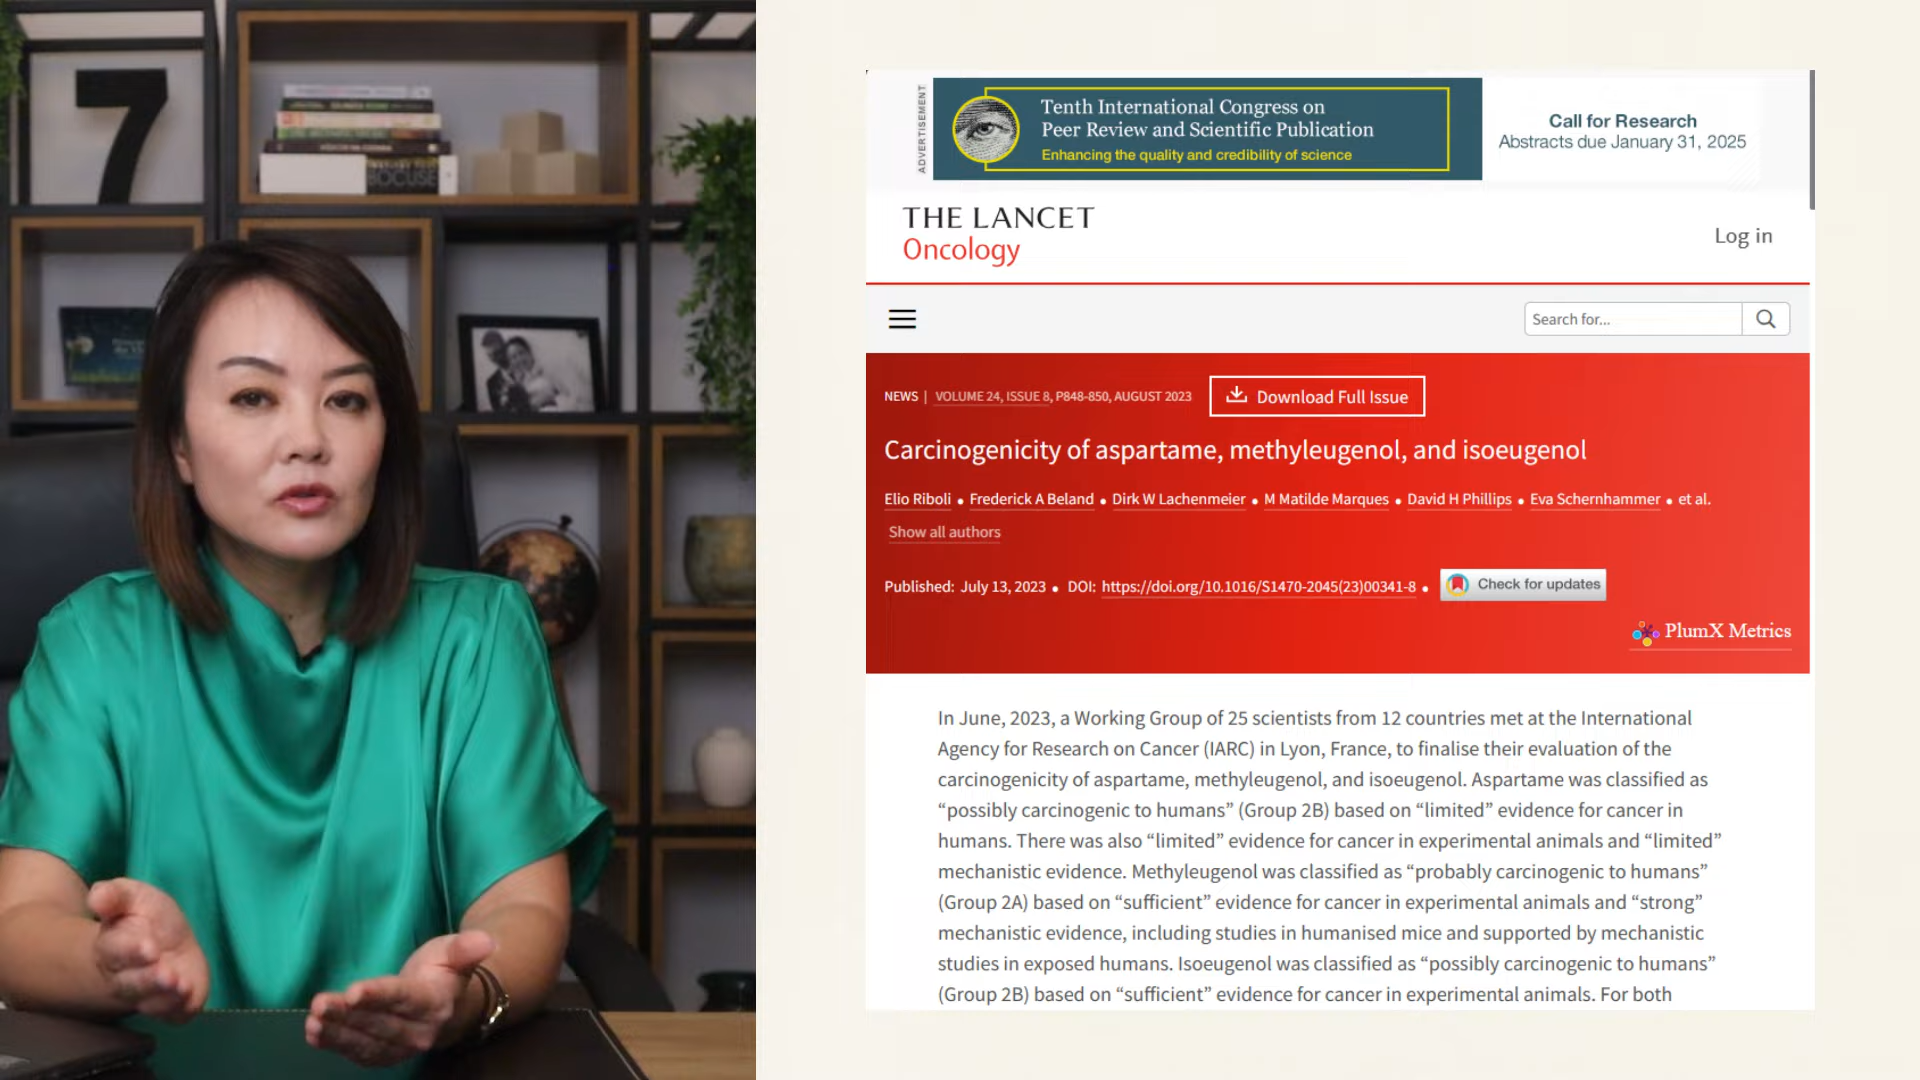 7
BOCUSE
ADVERTISEMENT
Tenth International Congress on
Peer Review and Scientific Publication
Enhancing the quality and credibility of science
Call for Research
Abstracts due January 31, 2025
THE LANCET
Oncology
Log in
Search for...
NEWS | VOLUME 24, ISSUE 8, P848-850, AUGUST 2023
Download Full Issue
Carcinogenicity of aspartame, methyleugenol, and isoeugenol
Elio Riboli • Frederick A Beland • Dirk W Lachenmeier • M Matilde Marques • David H Phillips • Eva Schernhammer • et al.
Show all authors
Published: July 13, 2023 • DOI: https://doi.org/10.1016/S1470-2045(23)00341-8 •
Check for updates
PlumX Metrics
In June, 2023, a Working Group of 25 scientists from 12 countries met at the International
Agency for Research on Cancer (IARC) in Lyon, France, to finalise their evaluation of the
carcinogenicity of aspartame, methyleugenol, and isoeugenol. Aspartame was classified as
“possibly carcinogenic to humans” (Group 2B) based on “limited” evidence for cancer in
humans. There was also “limited” evidence for cancer in experimental animals and “limited”
mechanistic evidence. Methyleugenol was classified as “probably carcinogenic to humans”
(Group 2A) based on “sufficient” evidence for cancer in experimental animals and “strong”
mechanistic evidence, including studies in humanised mice and supported by mechanistic
studies in exposed humans. Isoeugenol was classified as “possibly carcinogenic to humans”
(Group 2B) based on “sufficient” evidence for cancer in experimental animals. For both